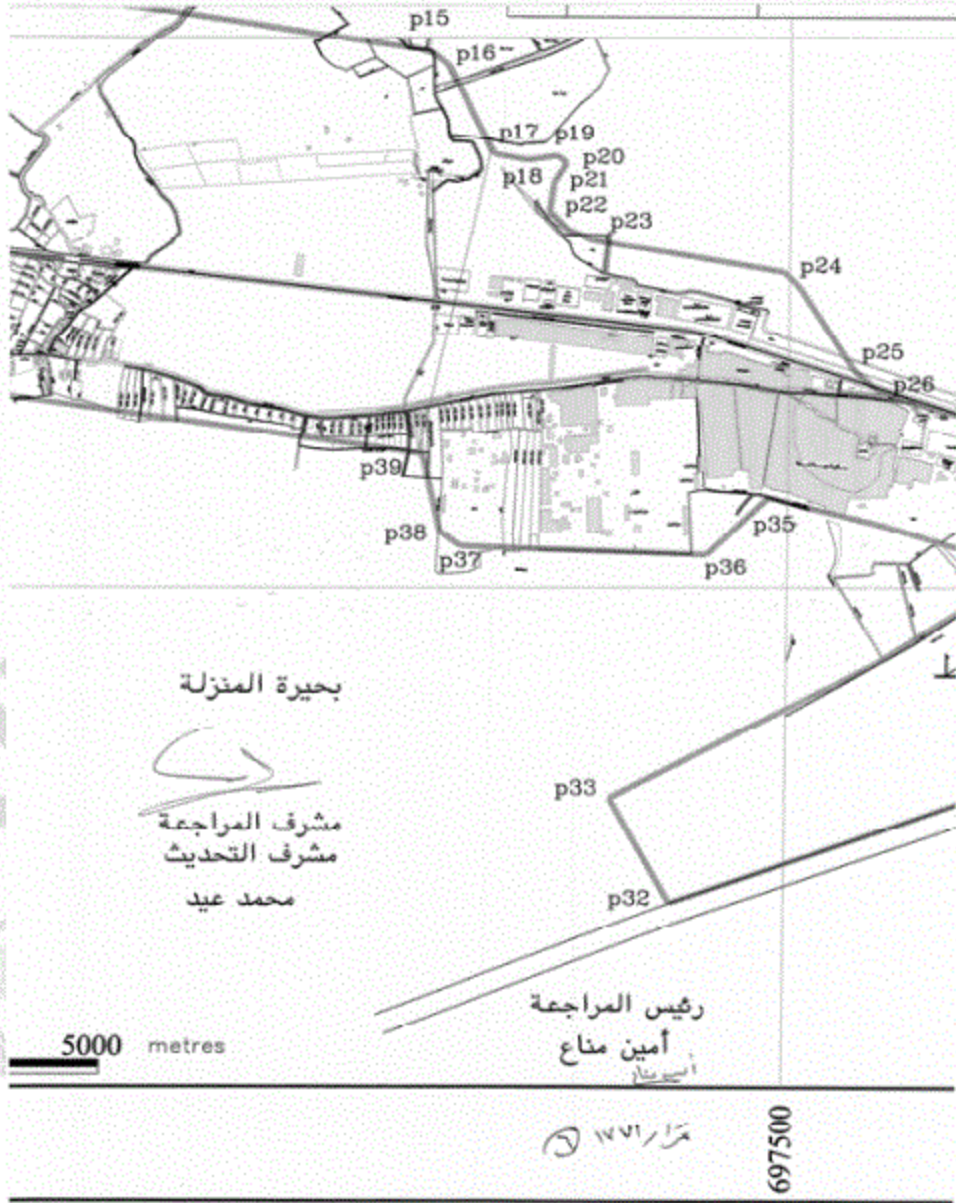 p15
p16
p17 p19
p20
p18 p21
p22
p23
p24
p25
p26
p39
p38
p35
p37
p36
بحيرة المنزلة
p33
مشرف المراجعة
مشرف التحديث
محمد عيد
p32
رئيس المراجعة
أمين مناع
5000 metres
697500